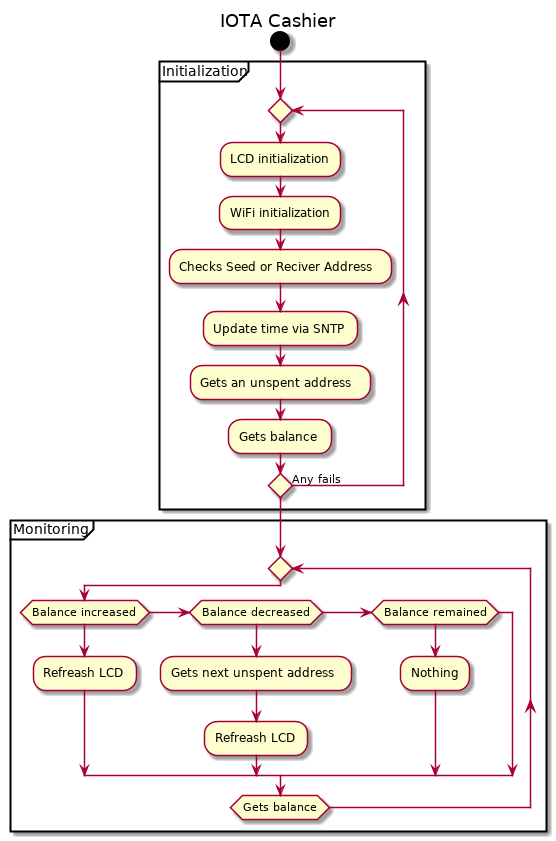 IOTA Cashier
Initialization
LCD initialization
WiFi initialization
Checks Seed or Reciver Address
Update time via SNTP
Gets an unspent address
Gets balance
Any fails
Monitoring
Balance increased
Balance decreased
Balance remained
Refreash LCD
Gets next unspent address
Nothing
Refreash LCD
Gets balance